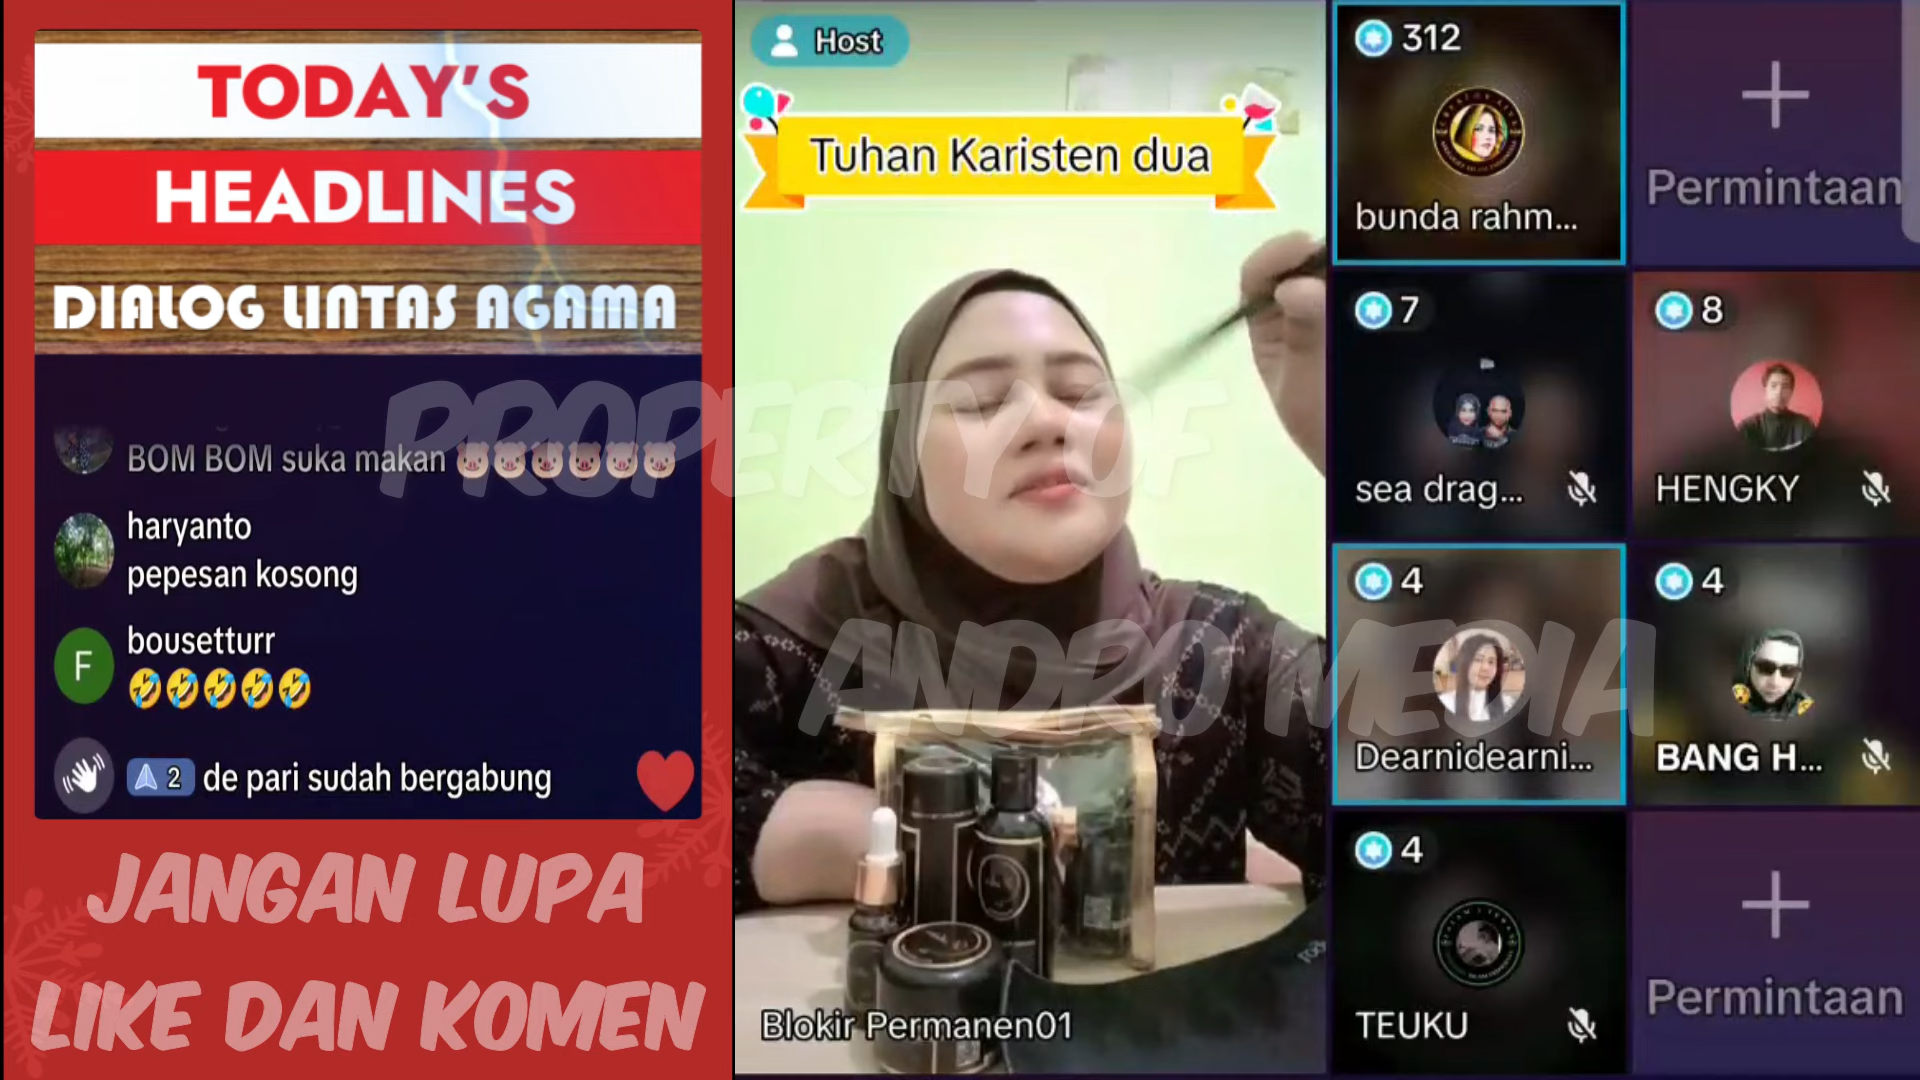 TODAY'S
HEADLINES
DIALOG LINTAS AGAMA
BOM BOM suka makan 🐷🐷🐷🐷🐷🐷
haryanto
pepesan kosong
F
bousetturr
🤣🤣🤣🤣🤣
2 de pari sudah bergabung
JANGAN LUPA
LIKE DAN KOMEN
PROPERTY OF
ANDRO MEDIA
Host
Tuhan Karisten dua
Blokir Permanen01
312
bunda rahm...
Permintaan
7
sea drag...
8
HENGKY
4
Dearnidearni...
4
BANG H...
4
TEUKU
Permintaan